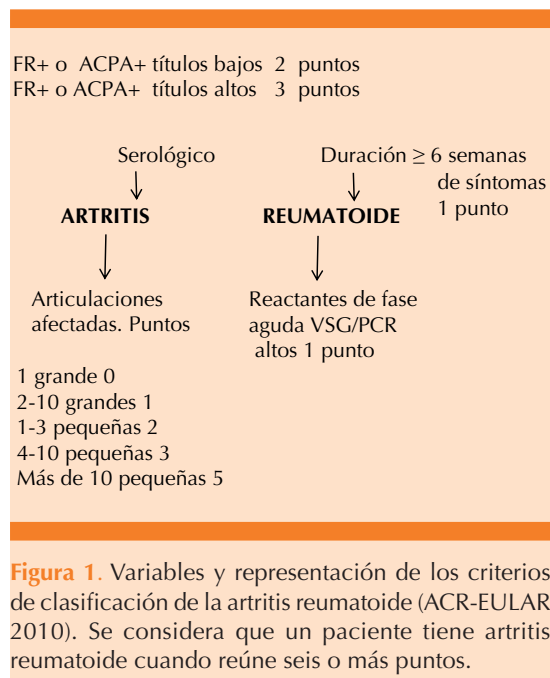 FR+ o ACPA+ títulos bajos 2 puntos
FR+ o ACPA+ títulos altos 3 puntos
Serológico
Duración ≥ 6 semanas
de síntomas
1 punto
ARTRITIS
REUMATOIDE
Articulaciones
afectadas. Puntos
Reactantes de fase
aguda VSG/PCR
altos 1 punto
1 grande 0
2-10 grandes 1
1-3 pequeñas 2
4-10 pequeñas 3
Más de 10 pequeñas 5
Figura 1. Variables y representación de los criterios
de clasificación de la artritis reumatoide (ACR-EULAR
2010). Se considera que un paciente tiene artritis
reumatoide cuando reúne seis o más puntos.